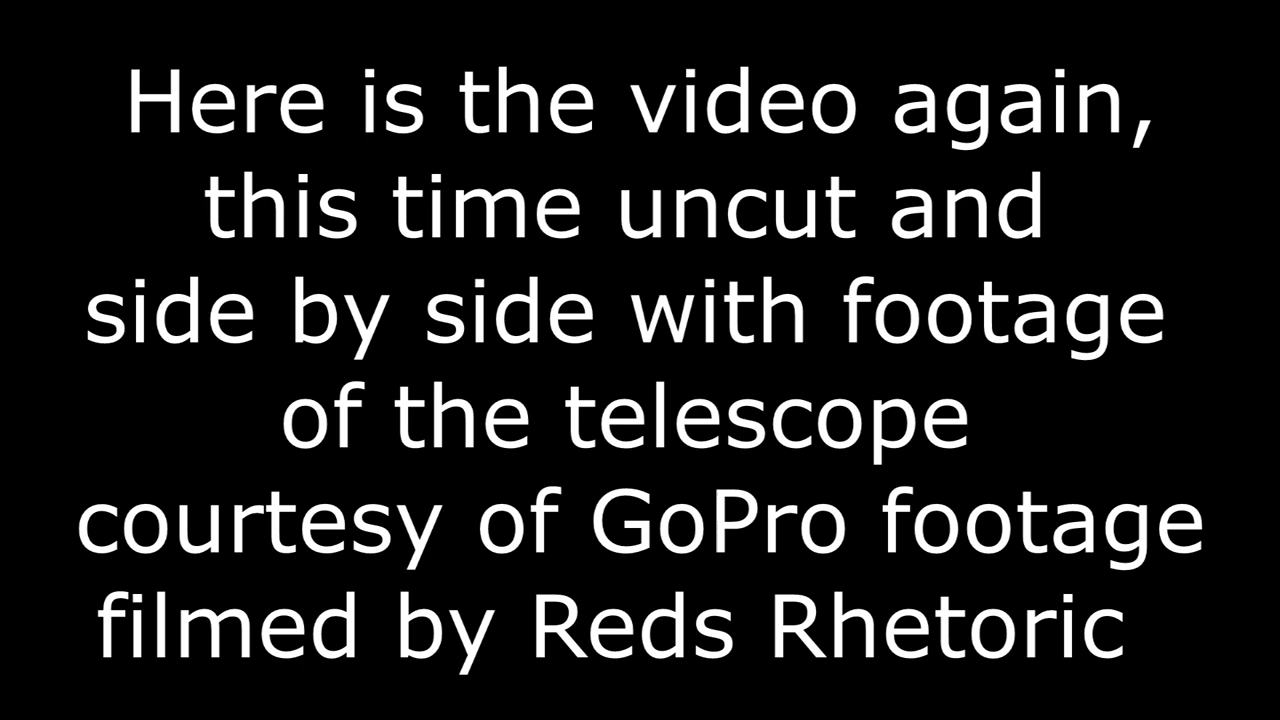 Here is the video again,
this time uncut and
side by side with footage
of the telescope
courtesy of GoPro footage
filmed by Reds Rhetoric